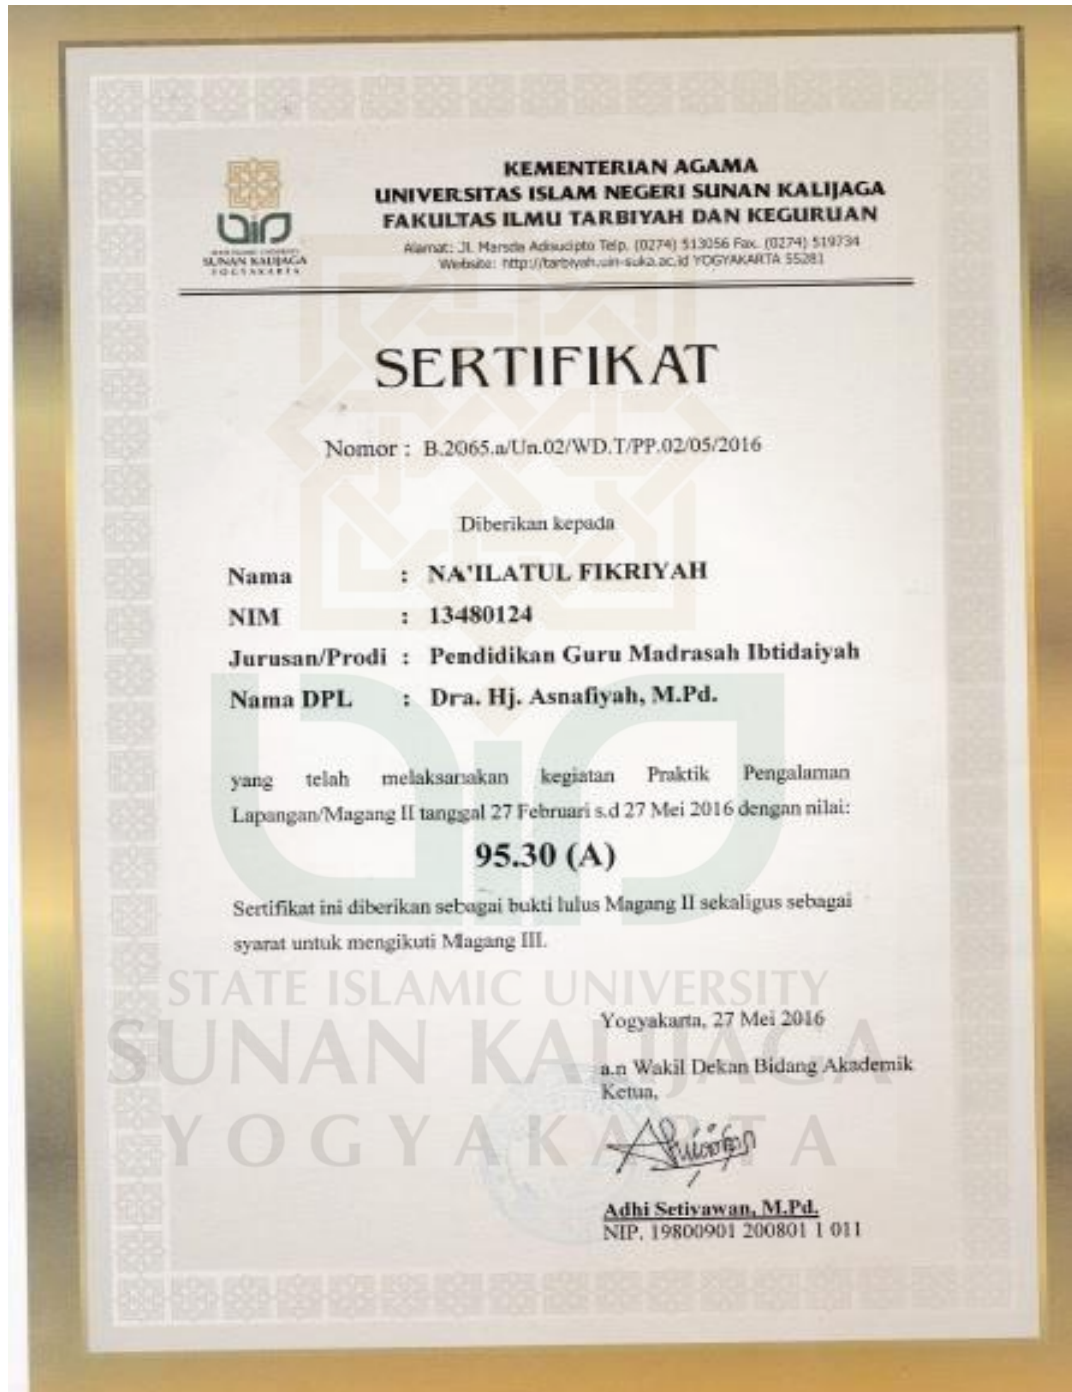 KEMENTERIAN AGAMA
UNIVERSITAS ISLAM NEGERI SUNAN KALIJAGA
FAKULTAS ILMU TARBIYAH DAN KEGURUAN
Alamat: Jl. Marsda Adisucipto Telp. (0274) 513056 Fax. (0274) 519734
Website: http://tarbiyah.uin-suka.ac.id YOGYAKARTA 55281
uin
STATE ISLAMIC UNIVERSITY
SUNAN KALIJAGA
YOGYAKARTA
SERTIFIKAT
Nomor : B.2065.a/Un.02/WD.T/PP.02/05/2016
Diberikan kepada
Nama : NA'ILATUL FIKRIYAH
NIM : 13480124
Jurusan/Prodi : Pendidikan Guru Madrasah Ibtidaiyah
Nama DPL : Dra. Hj. Asnafiyah, M.Pd.
yang telah melaksanakan kegiatan Praktik Pengalaman
Lapangan/Magang II tanggal 27 Februari s.d 27 Mei 2016 dengan nilai:
95.30 (A)
Sertifikat ini diberikan sebagai bukti lulus Magang II sekaligus sebagai
syarat untuk mengikuti Magang III.
STATE ISLAMIC UNIVERSITY
SUNAN KALIJAGA
YOGYAKARTA
Yogyakarta, 27 Mei 2016
a.n Wakil Dekan Bidang Akademik
Ketua,
Adhi Setiyawan, M.Pd.
NIP. 19800901 200801 1 011